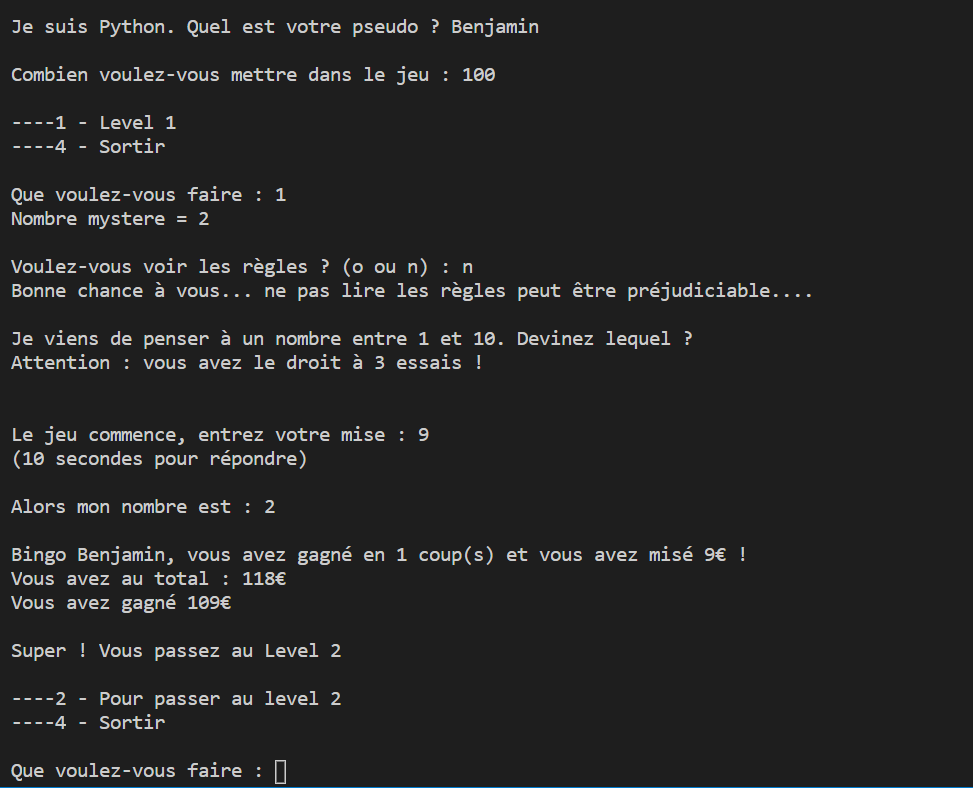 Je suis Python. Quel est votre pseudo ? Benjamin
Combien voulez-vous mettre dans le jeu : 100
----1 - Level 1
----4 - Sortir
Que voulez-vous faire : 1
Nombre mystere = 2
Voulez-vous voir les règles ? (o ou n) : n
Bonne chance à vous... ne pas lire les règles peut être préjudiciable....
Je viens de penser à un nombre entre 1 et 10. Devinez lequel ?
Attention : vous avez le droit à 3 essais !
Le jeu commence, entrez votre mise : 9
(10 secondes pour répondre)
Alors mon nombre est : 2
Bingo Benjamin, vous avez gagné en 1 coup(s) et vous avez misé 9€ !
Vous avez au total : 118€
Vous avez gagné 109€
Super ! Vous passez au Level 2
----2 - Pour passer au level 2
----4 - Sortir
Que voulez-vous faire :